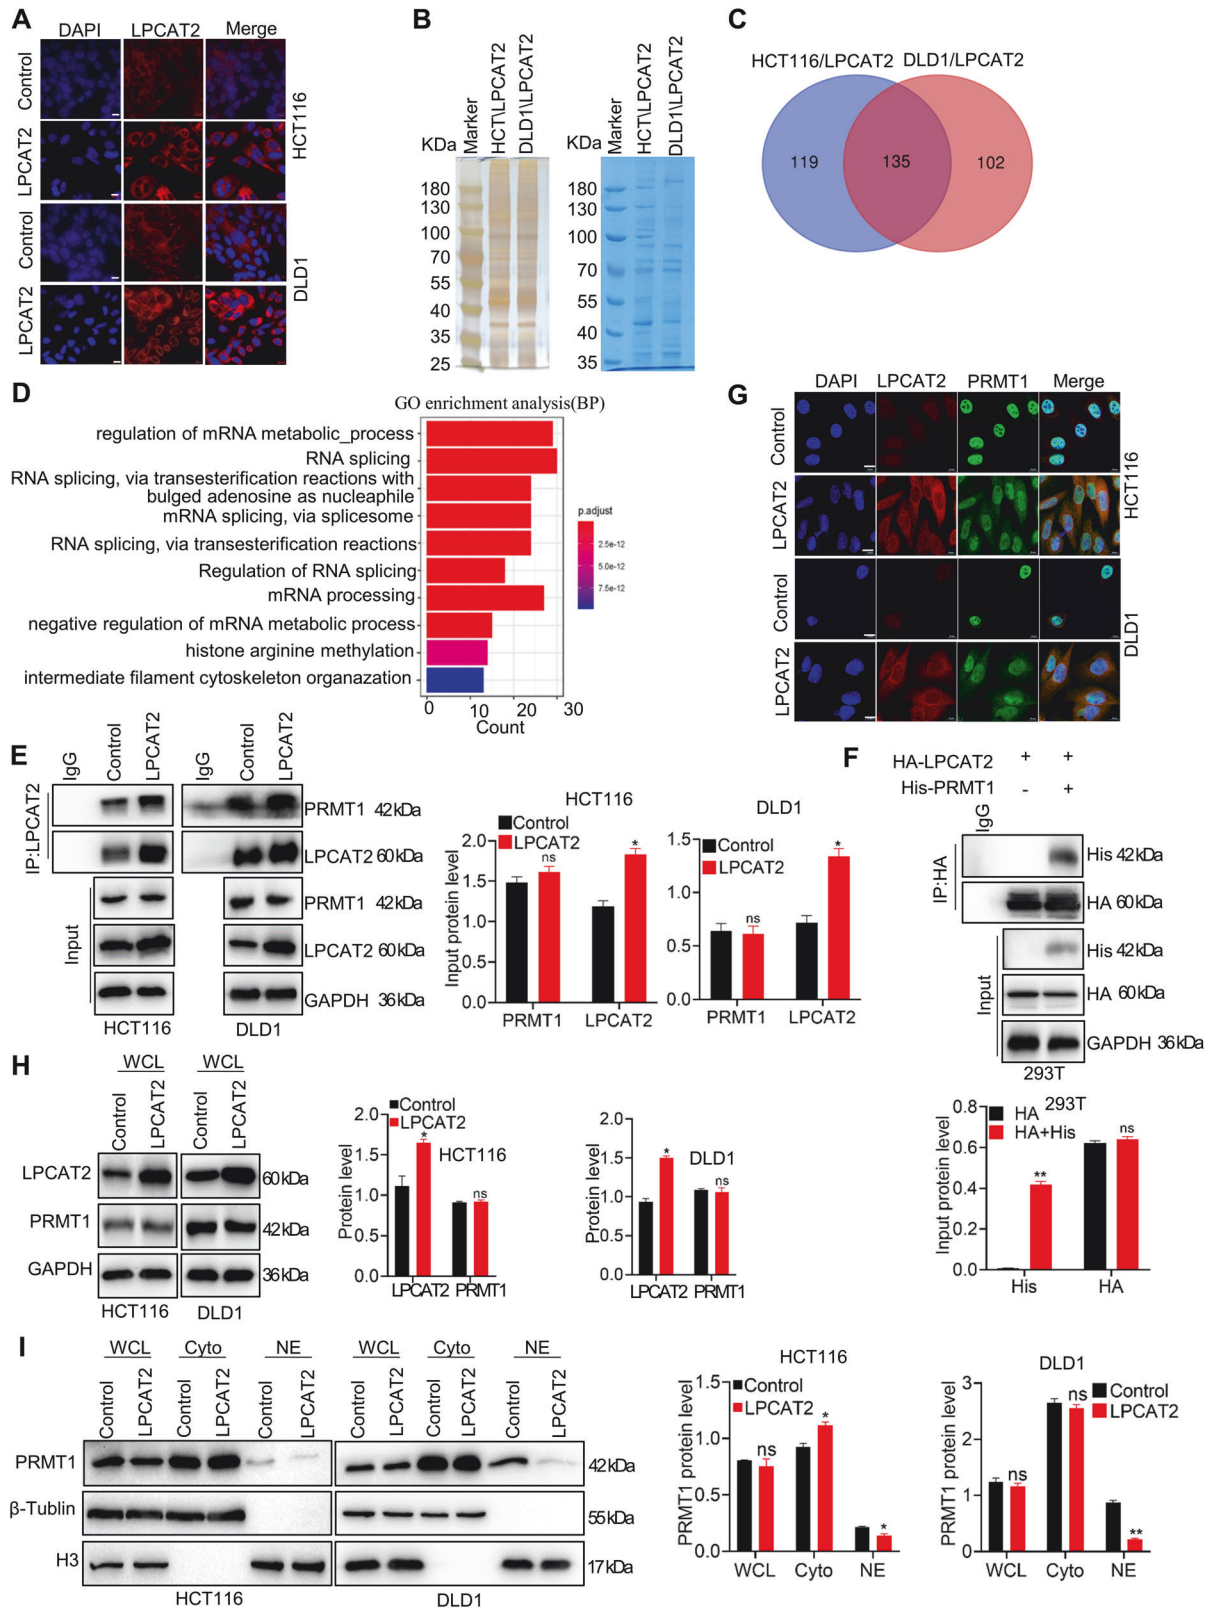 A
DAPI LPCAT2 Merge
Control
LPCAT2
HCT116
Control
LPCAT2
DLD1
B
KDa
Marker
HCT\LPCAT2
DLD1\LPCAT2
180
130
100
70
55
40
35
25
KDa
Marker
HCT\LPCAT2
DLD1\LPCAT2
180
130
100
70
55
40
35
C
HCT116/LPCAT2 DLD1/LPCAT2
119 135 102
D
GO enrichment analysis(BP)
regulation of mRNA metabolic_process
RNA splicing
RNA splicing, via transesterification reactions with
bulged adenosine as nucleaphile
mRNA splicing, via splicesome
RNA splicing, via transesterification reactions
Regulation of RNA splicing
mRNA processing
negative regulation of mRNA metabolic process
histone arginine methylation
intermediate filament cytoskeleton organazation
0 10 20 30
Count
p.adjust
2.5e-12
5.0e-12
7.5e-12
G
DAPI LPCAT2 PRMT1 Merge
Control
LPCAT2
HCT116
Control
LPCAT2
DLD1
E
IgG
Control
LPCAT2
IgG
Control
LPCAT2
IP:LPCAT2
PRMT1 42kDa
LPCAT2 60kDa
Input
PRMT1 42kDa
LPCAT2 60kDa
GAPDH 36kDa
HCT116 DLD1
HCT116
Control
LPCAT2
Input protein level
2.0
1.5
1.0
0.5
0.0
ns
*
PRMT1 LPCAT2
DLD1
Control
LPCAT2
1.5
1.0
0.5
0.0
ns
*
PRMT1 LPCAT2
F
HA-LPCAT2 + +
His-PRMT1 - +
IgG
IP:HA
His 42kDa
HA 60kDa
Input
His 42kDa
HA 60kDa
GAPDH 36kDa
293T
293T
HA
HA+His
Input protein level
0.8
0.6
0.4
0.2
0.0
**
ns
His HA
H
WCL WCL
Control
LPCAT2
Control
LPCAT2
LPCAT2 60kDa
PRMT1 42kDa
GAPDH 36kDa
HCT116 DLD1
Control
LPCAT2
HCT116
Protein level
2.0
1.5
1.0
0.5
0.0
*
ns
LPCAT2 PRMT1
DLD1
Protein level
2.0
1.5
1.0
0.5
0.0
*
ns
LPCAT2 PRMT1
I
WCL Cyto NE WCL Cyto NE
Control
LPCAT2
Control
LPCAT2
Control
LPCAT2
Control
LPCAT2
Control
LPCAT2
Control
LPCAT2
PRMT1 42kDa
β-Tublin 55kDa
H3 17kDa
HCT116 DLD1
HCT116
Control
LPCAT2
PRMT1 protein level
1.5
1.0
0.5
0.0
ns
*
*
WCL Cyto NE
DLD1
Control
LPCAT2
PRMT1 protein level
3
2
1
0
ns
ns
**
WCL Cyto NE